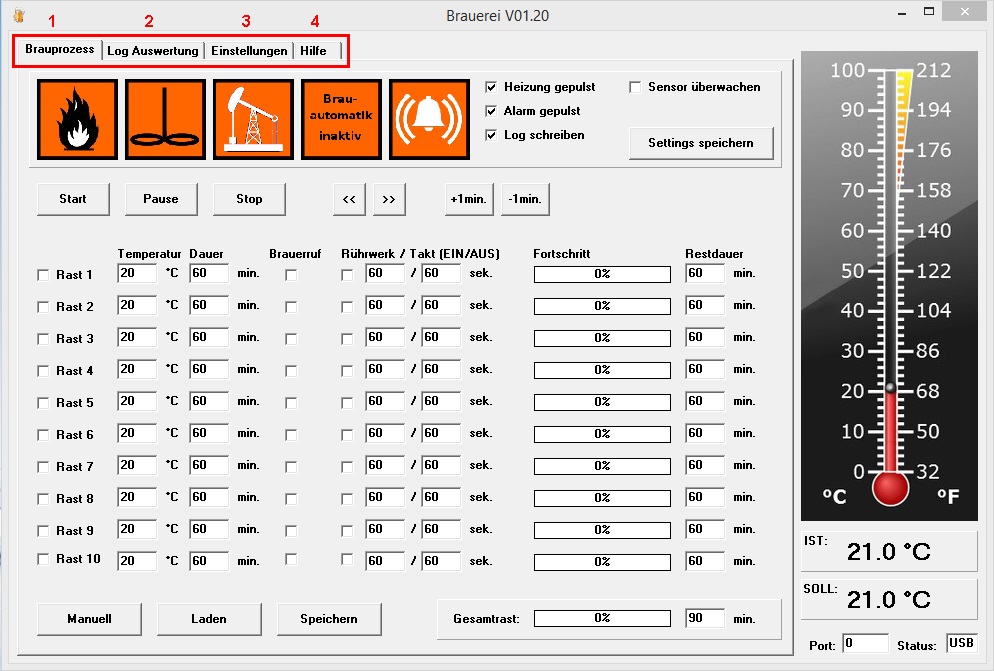 Brauerei V01.20
1 2 3 4
Brauprozess Log Auswertung Einstellungen Hilfe
Brau-
automatik
inaktiv
Heizung gepulst Sensor überwachen
Alarm gepulst
Log schreiben
Settings speichern
Start Pause Stop << >> +1min. -1min.
Temperatur Dauer Brauerruf Rührwerk / Takt (EIN/AUS) Fortschritt Restdauer
Rast 1 20 °C 60 min. 60 / 60 sek. 0% 60 min.
Rast 2 20 °C 60 min. 60 / 60 sek. 0% 60 min.
Rast 3 20 °C 60 min. 60 / 60 sek. 0% 60 min.
Rast 4 20 °C 60 min. 60 / 60 sek. 0% 60 min.
Rast 5 20 °C 60 min. 60 / 60 sek. 0% 60 min.
Rast 6 20 °C 60 min. 60 / 60 sek. 0% 60 min.
Rast 7 20 °C 60 min. 60 / 60 sek. 0% 60 min.
Rast 8 20 °C 60 min. 60 / 60 sek. 0% 60 min.
Rast 9 20 °C 60 min. 60 / 60 sek. 0% 60 min.
Rast 10 20 °C 60 min. 60 / 60 sek. 0% 60 min.
Manuell Laden Speichern Gesamtrast: 0% 90 min.
100 212
90 194
80 176
70 158
60 140
50 122
40 104
30 86
20 68
10 50
0 32
°C °F
IST: 21.0 °C
SOLL: 21.0 °C
Port: 0 Status: USB